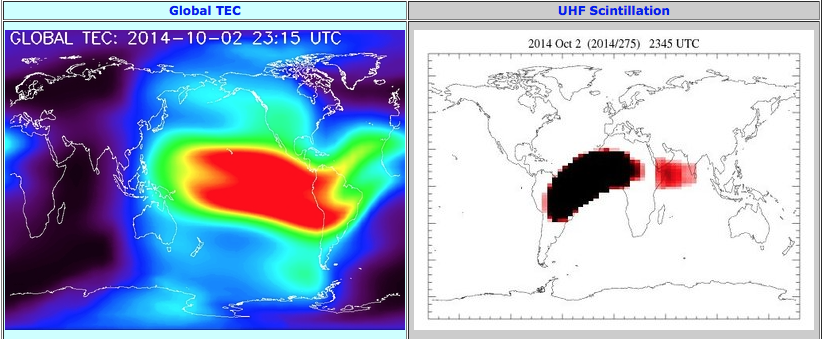 Global TEC
UHF Scintillation
GLOBAL TEC: 2014-10-02 23:15 UTC
2014 Oct 2 (2014/275) 2345 UTC